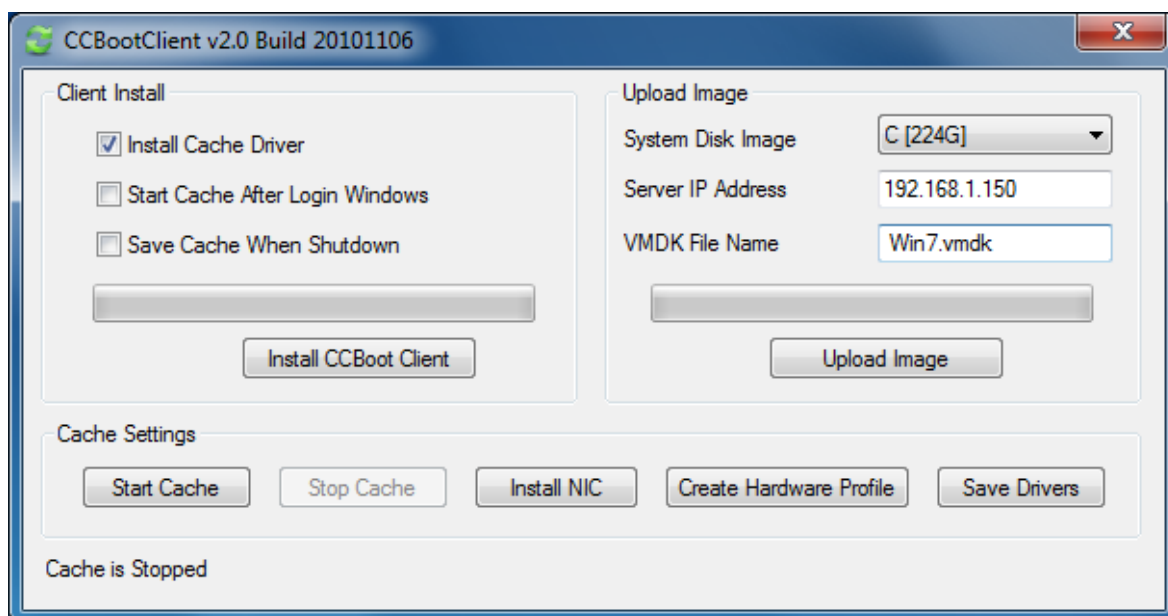 CCBootClient v2.0 Build 20101106
Client Install
Install Cache Driver
Start Cache After Login Windows
Save Cache When Shutdown
Install CCBoot Client
Upload Image
System Disk Image C [224G]
Server IP Address 192.168.1.150
VMDK File Name Win7.vmdk
Upload Image
Cache Settings
Start Cache Stop Cache Install NIC Create Hardware Profile Save Drivers
Cache is Stopped